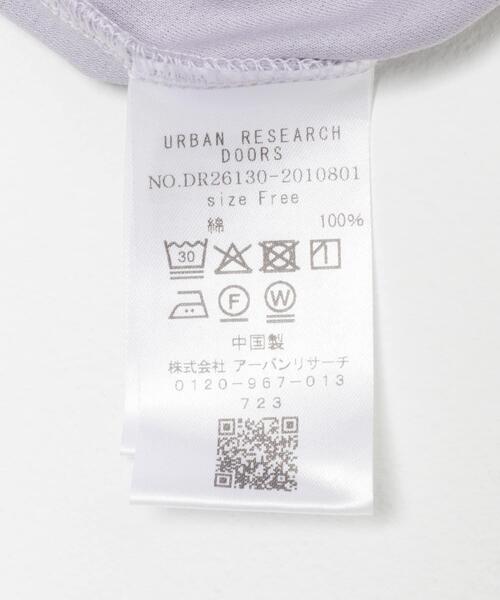 URBAN RESEARCH
DOORS
NO.DR26130-2010801
size Free
綿 100%
30
F W
中国製
株式会社 アーバンリサーチ
0120-967-013
723